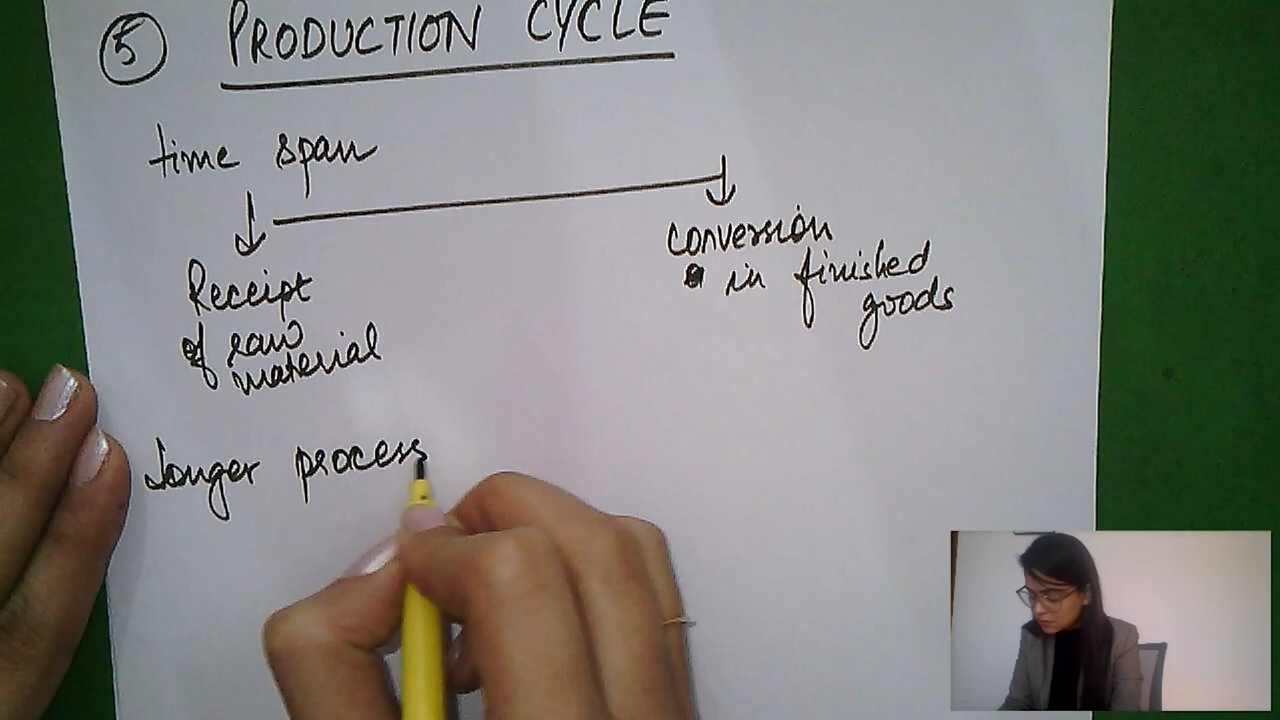 5 PRODUCTION CYCLE
time span
Receipt
of raw
material
conversion
in finished
goods
Longer process